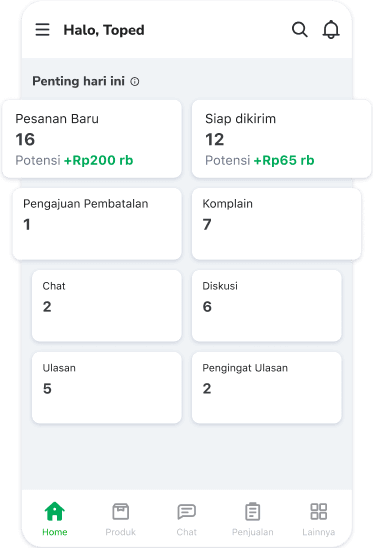 Halo, Toped
Penting hari ini
Pesanan Baru
16
Potensi +Rp200 rb
Siap dikirim
12
Potensi +Rp65 rb
Pengajuan Pembatalan
1
Komplain
7
Chat
2
Diskusi
6
Ulasan
5
Pengingat Ulasan
2
Home
Produk
Chat
Penjualan
Lainnya